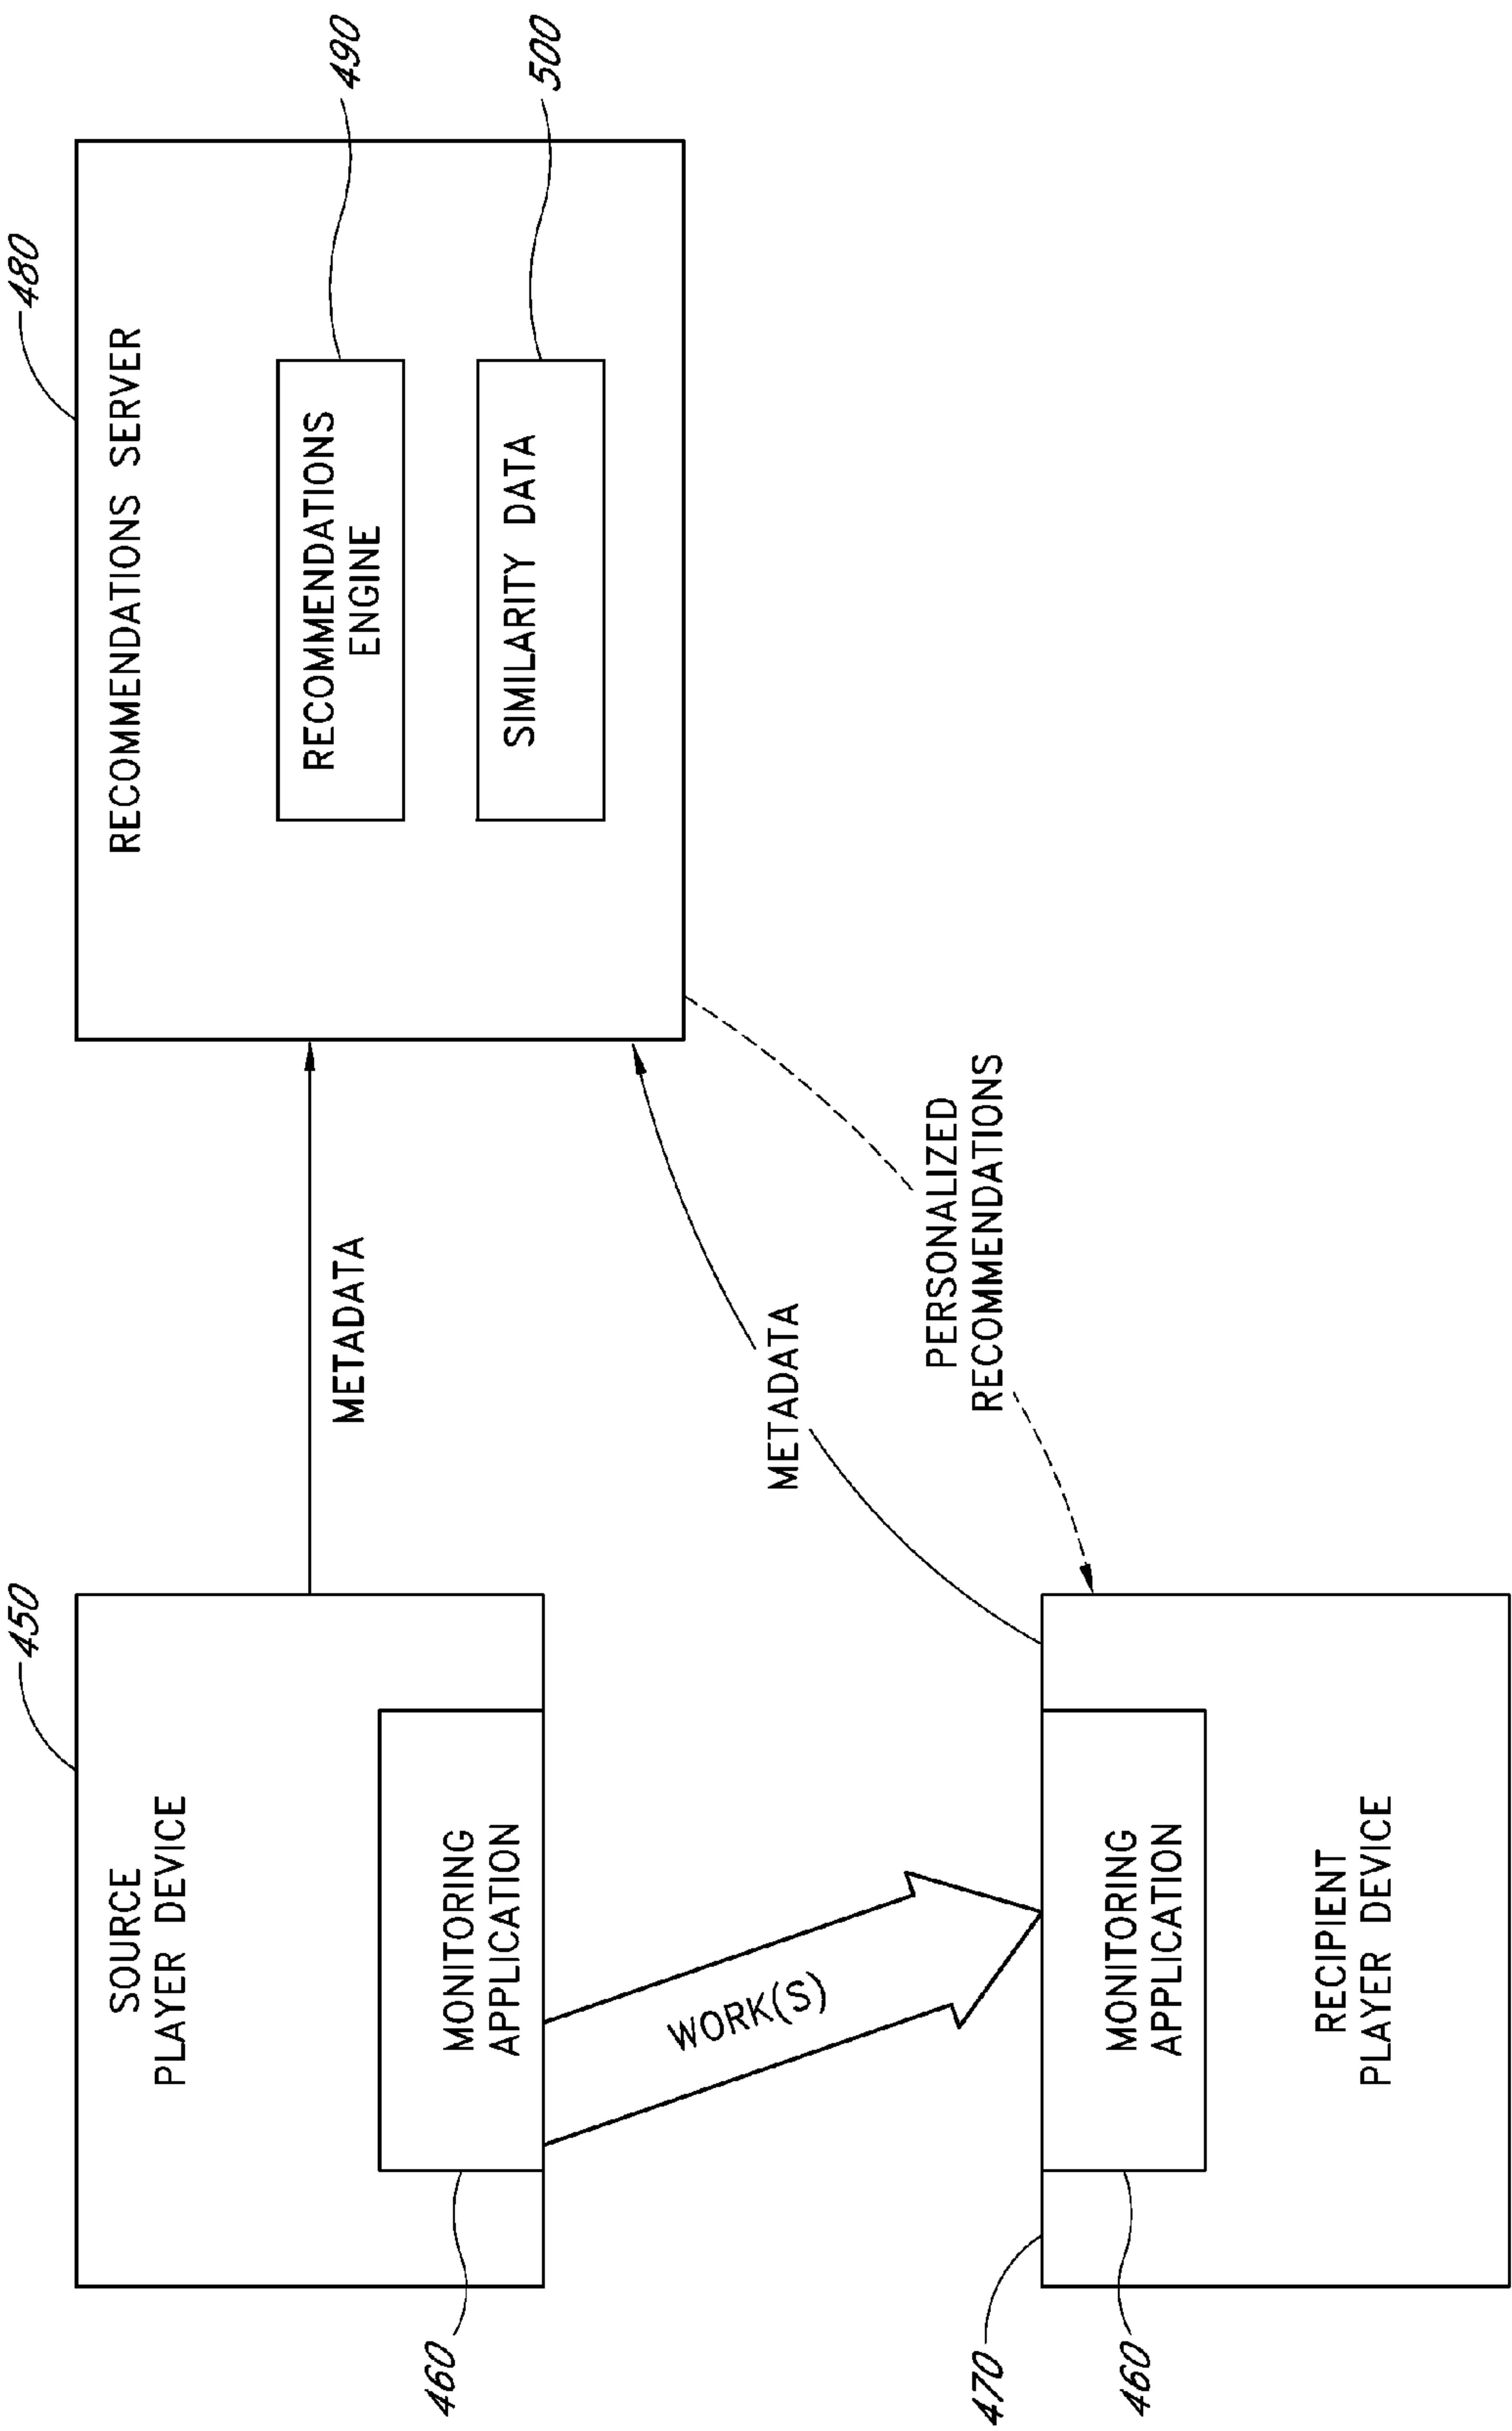 450
SOURCE
PLAYER DEVICE
MONITORING
APPLICATION
460
METADATA
480
RECOMMENDATIONS SERVER
RECOMMENDATIONS
ENGINE
490
SIMILARITY DATA
500
WORK(S)
METADATA
PERSONALIZED
RECOMMENDATIONS
470
MONITORING
APPLICATION
460
RECIPIENT
PLAYER DEVICE